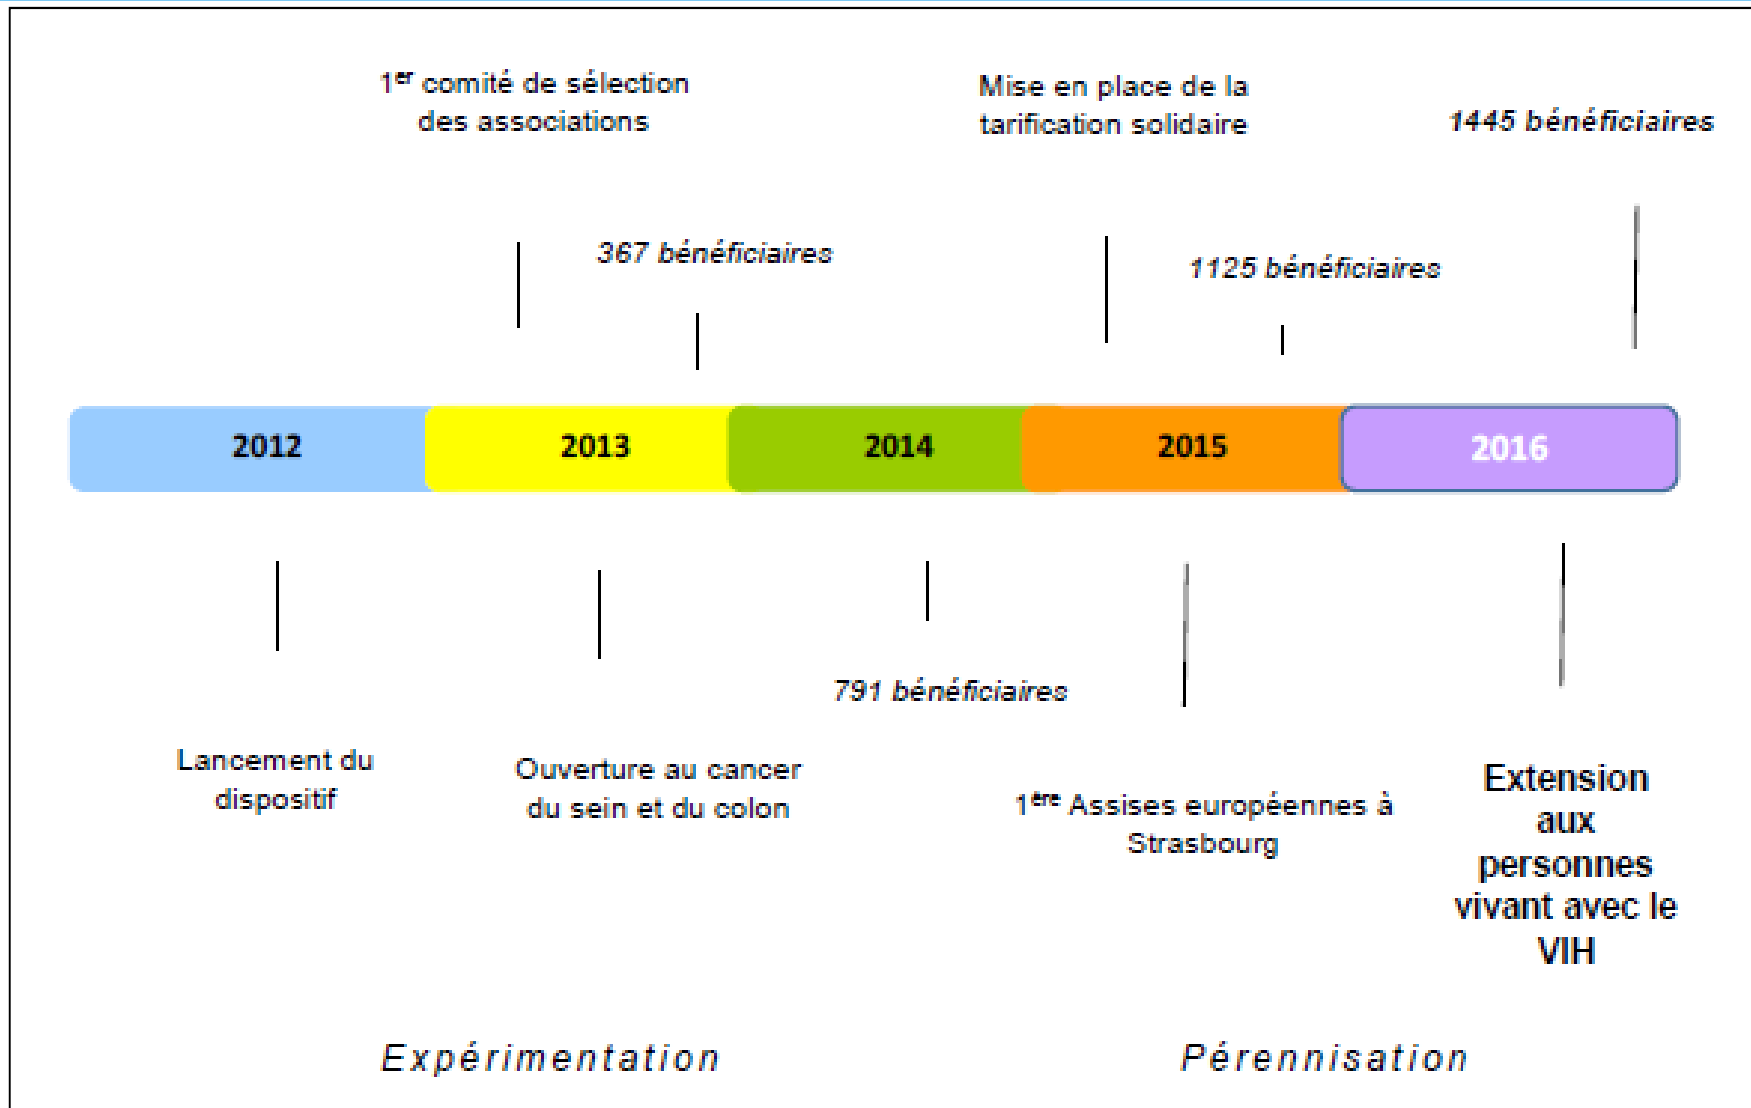 1er comité de sélection
des associations
Mise en place de la
tarification solidaire
1445 bénéficiaires
367 bénéficiaires
1125 bénéficiaires
2012
2013
2014
2015
2016
791 bénéficiaires
Lancement du
dispositif
Ouverture au cancer
du sein et du colon
1ère Assises européennes à
Strasbourg
Extension
aux
personnes
vivant avec le
VIH
Expérimentation
Pérennisation